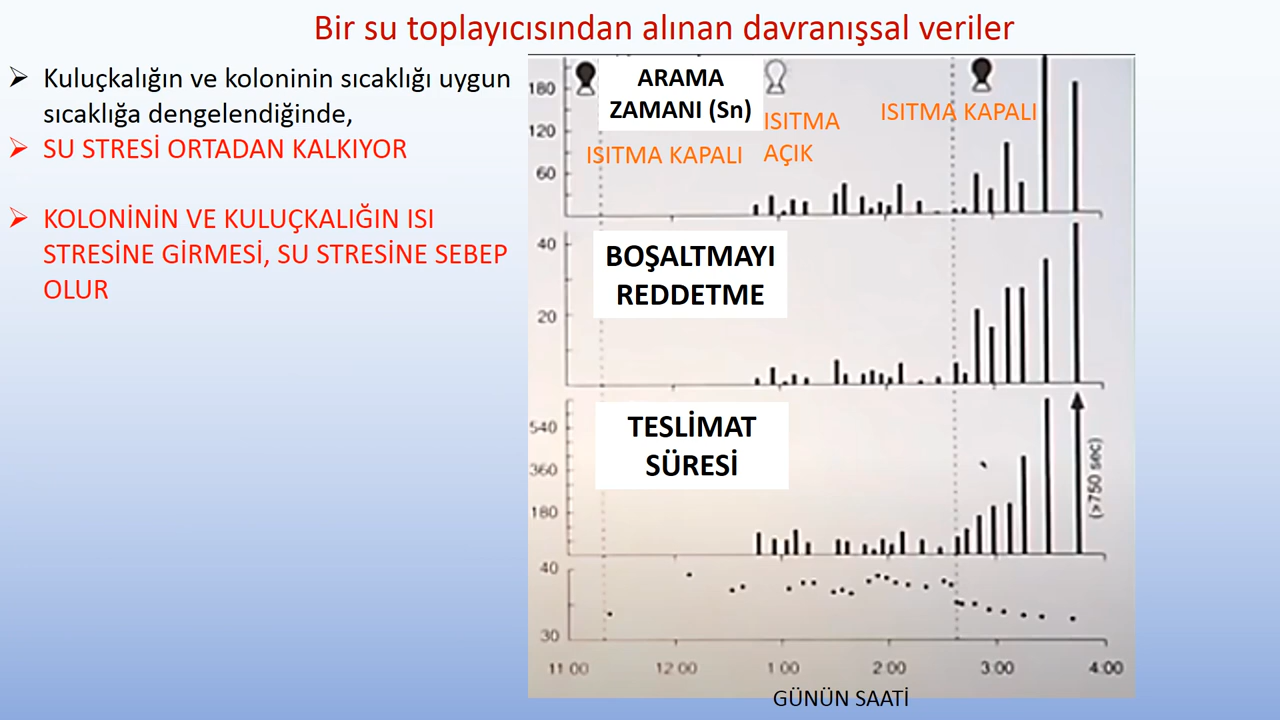 Bir su toplayıcısından alınan davranışsal veriler
➢ Kuluçkalığın ve koloninin sıcaklığı uygun
sıcaklığa dengelendiğinde,
➢ SU STRESİ ORTADAN KALKIYOR
➢ KOLONİNİN VE KULUÇKALIĞIN ISI
STRESİNE GİRMESİ, SU STRESİNE SEBEP
OLUR
ARAMA
ZAMANI (Sn)
ISITMA KAPALI
ISITMA
AÇIK
ISITMA KAPALI
180
120
60
BOŞALTMAYI
REDDETME
40
20
TESLİMAT
SÜRESİ
540
360
180
(>750 sec)
40
30
11 00 12 00 1 00 2 00 3:00 4:00
GÜNÜN SAATİ